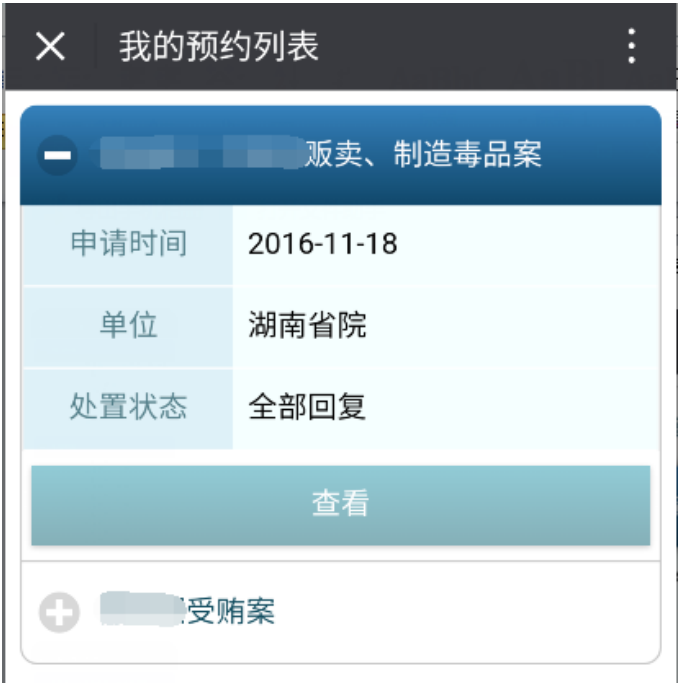 我的预约列表
贩卖、制造毒品案
申请时间 2016-11-18
单位 湖南省院
处置状态 全部回复
查看
受贿案